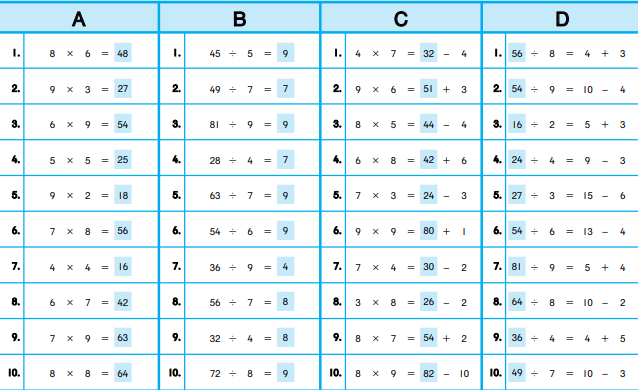 A B C D
1. 8 × 6 = 48 1. 45 ÷ 5 = 9 1. 4 × 7 = 32 − 4 1. 56 ÷ 8 = 4 + 3
2. 9 × 3 = 27 2. 49 ÷ 7 = 7 2. 9 × 6 = 51 + 3 2. 54 ÷ 9 = 10 − 4
3. 6 × 9 = 54 3. 81 ÷ 9 = 9 3. 8 × 5 = 44 − 4 3. 16 ÷ 2 = 5 + 3
4. 5 × 5 = 25 4. 28 ÷ 4 = 7 4. 6 × 8 = 42 + 6 4. 24 ÷ 4 = 9 − 3
5. 9 × 2 = 18 5. 63 ÷ 7 = 9 5. 7 × 3 = 24 − 3 5. 27 ÷ 3 = 15 − 6
6. 7 × 8 = 56 6. 54 ÷ 6 = 9 6. 9 × 9 = 80 + 1 6. 54 ÷ 6 = 13 − 4
7. 4 × 4 = 16 7. 36 ÷ 9 = 4 7. 7 × 4 = 30 − 2 7. 81 ÷ 9 = 5 + 4
8. 6 × 7 = 42 8. 56 ÷ 7 = 8 8. 3 × 8 = 26 − 2 8. 64 ÷ 8 = 10 − 2
9. 7 × 9 = 63 9. 32 ÷ 4 = 8 9. 8 × 7 = 54 + 2 9. 36 ÷ 4 = 4 + 5
10. 8 × 8 = 64 10. 72 ÷ 8 = 9 10. 8 × 9 = 82 − 10 10. 49 ÷ 7 = 10 − 3